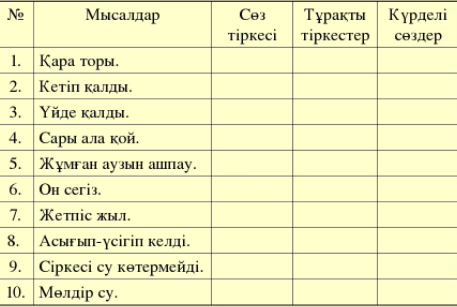 № Мысалдар Сөз тіркесі Тұрақты тіркестер Күрделі сөздер
1. Қара торы.
2. Кетіп қалды.
3. Үйде қалды.
4. Сары ала қой.
5. Жұмған аузын ашпау.
6. Он сегіз.
7. Жетпіс жыл.
8. Асығып-үсігіп келді.
9. Сіркесі су көтермейді.
10. Мөлдір су.